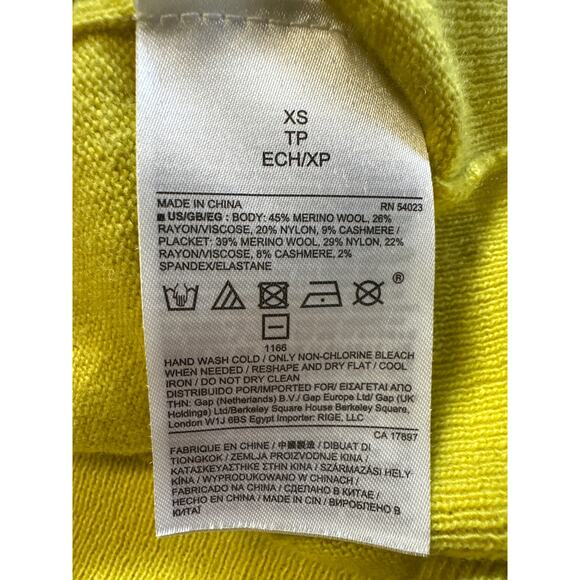 XS
TP
ECH/XP
MADE IN CHINA RN 54023
US/GB/EG : BODY: 45% MERINO WOOL, 26%
RAYON/VISCOSE, 20% NYLON, 9% CASHMERE /
PLACKET: 39% MERINO WOOL, 29% NYLON, 22%
RAYON/VISCOSE, 8% CASHMERE, 2%
SPANDEX/ELASTANE
®
1166
HAND WASH COLD / ONLY NON-CHLORINE BLEACH
WHEN NEEDED / RESHAPE AND DRY FLAT / COOL
IRON / DO NOT DRY CLEAN
DISTRIBUIDO POR/IMPORTED FOR/ ΕΙΣΑΓΕΤΑΙ ΑΠΟ
ΤΗΝ: Gap (Netherlands) B.V./ Gap Europe Ltd/ Gap (UK
Holdings) Ltd/Berkeley Square House Berkeley Square,
London W1J 6BS Egypt Importer: RIGE, LLC
CA 17897
FABRIQUE EN CHINE / 中國製造 / DIBUAT DI
TIONGKOK / ZEMLJA PROIZVODNJE KINA /
ΚΑΤΑΣΚΕΥΑΣΤΗΚΕ ΣΤΗΝ ΚΙΝΑ / SZÁRMAZÁSI HELY
KÍNA / WYPRODUKOWANO W CHINACH /
FABRICADO NA CHINA / СДЕЛАНО В КИТАЕ /
HECHO EN CHINA / MADE IN CIN / ВИРОБЛЕНО В
КИТАЇ